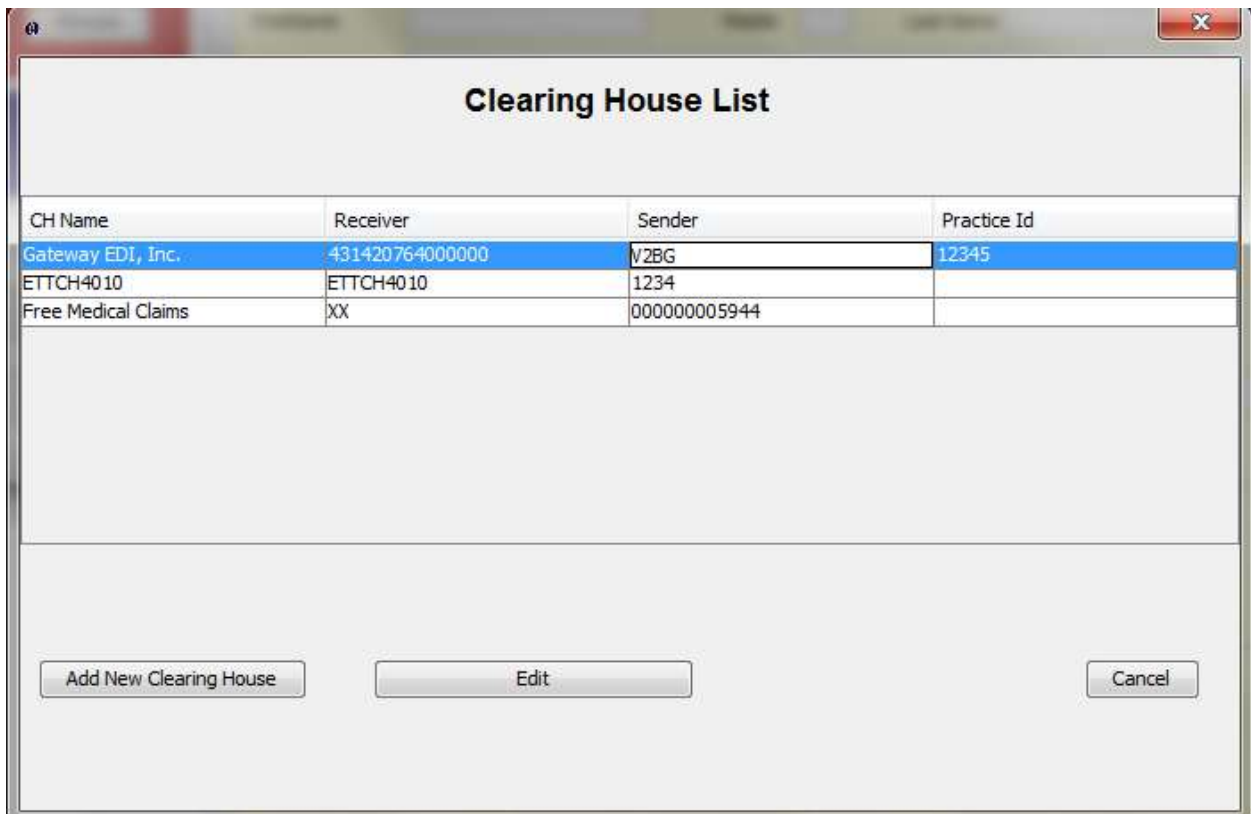 Clearing House List
CH Name Receiver Sender Practice Id
Gateway EDI, Inc. 431420764000000 V2BG 12345
ETTCH4010 ETTCH4010 1234
Free Medical Claims XX 000000005944
Add New Clearing House Edit Cancel